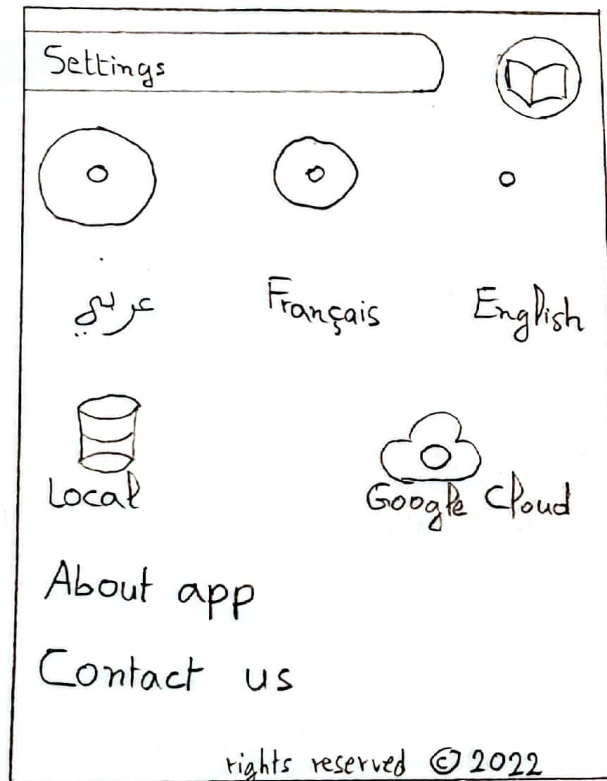 Settings
عربي Français English
Local Google Cloud
About app
Contact us
rights reserved © 2022